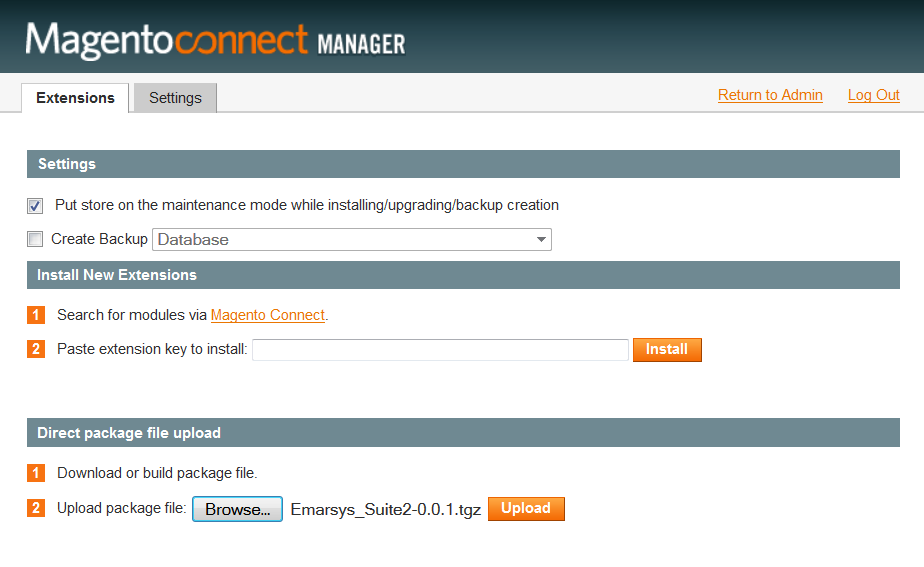 Magentoconnect MANAGER
Extensions Settings Return to Admin Log Out
Settings
Put store on the maintenance mode while installing/upgrading/backup creation
Create Backup Database
Install New Extensions
1 Search for modules via Magento Connect.
2 Paste extension key to install: Install
Direct package file upload
1 Download or build package file.
2 Upload package file: Browse... Emarsys_Suite2-0.0.1.tgz Upload